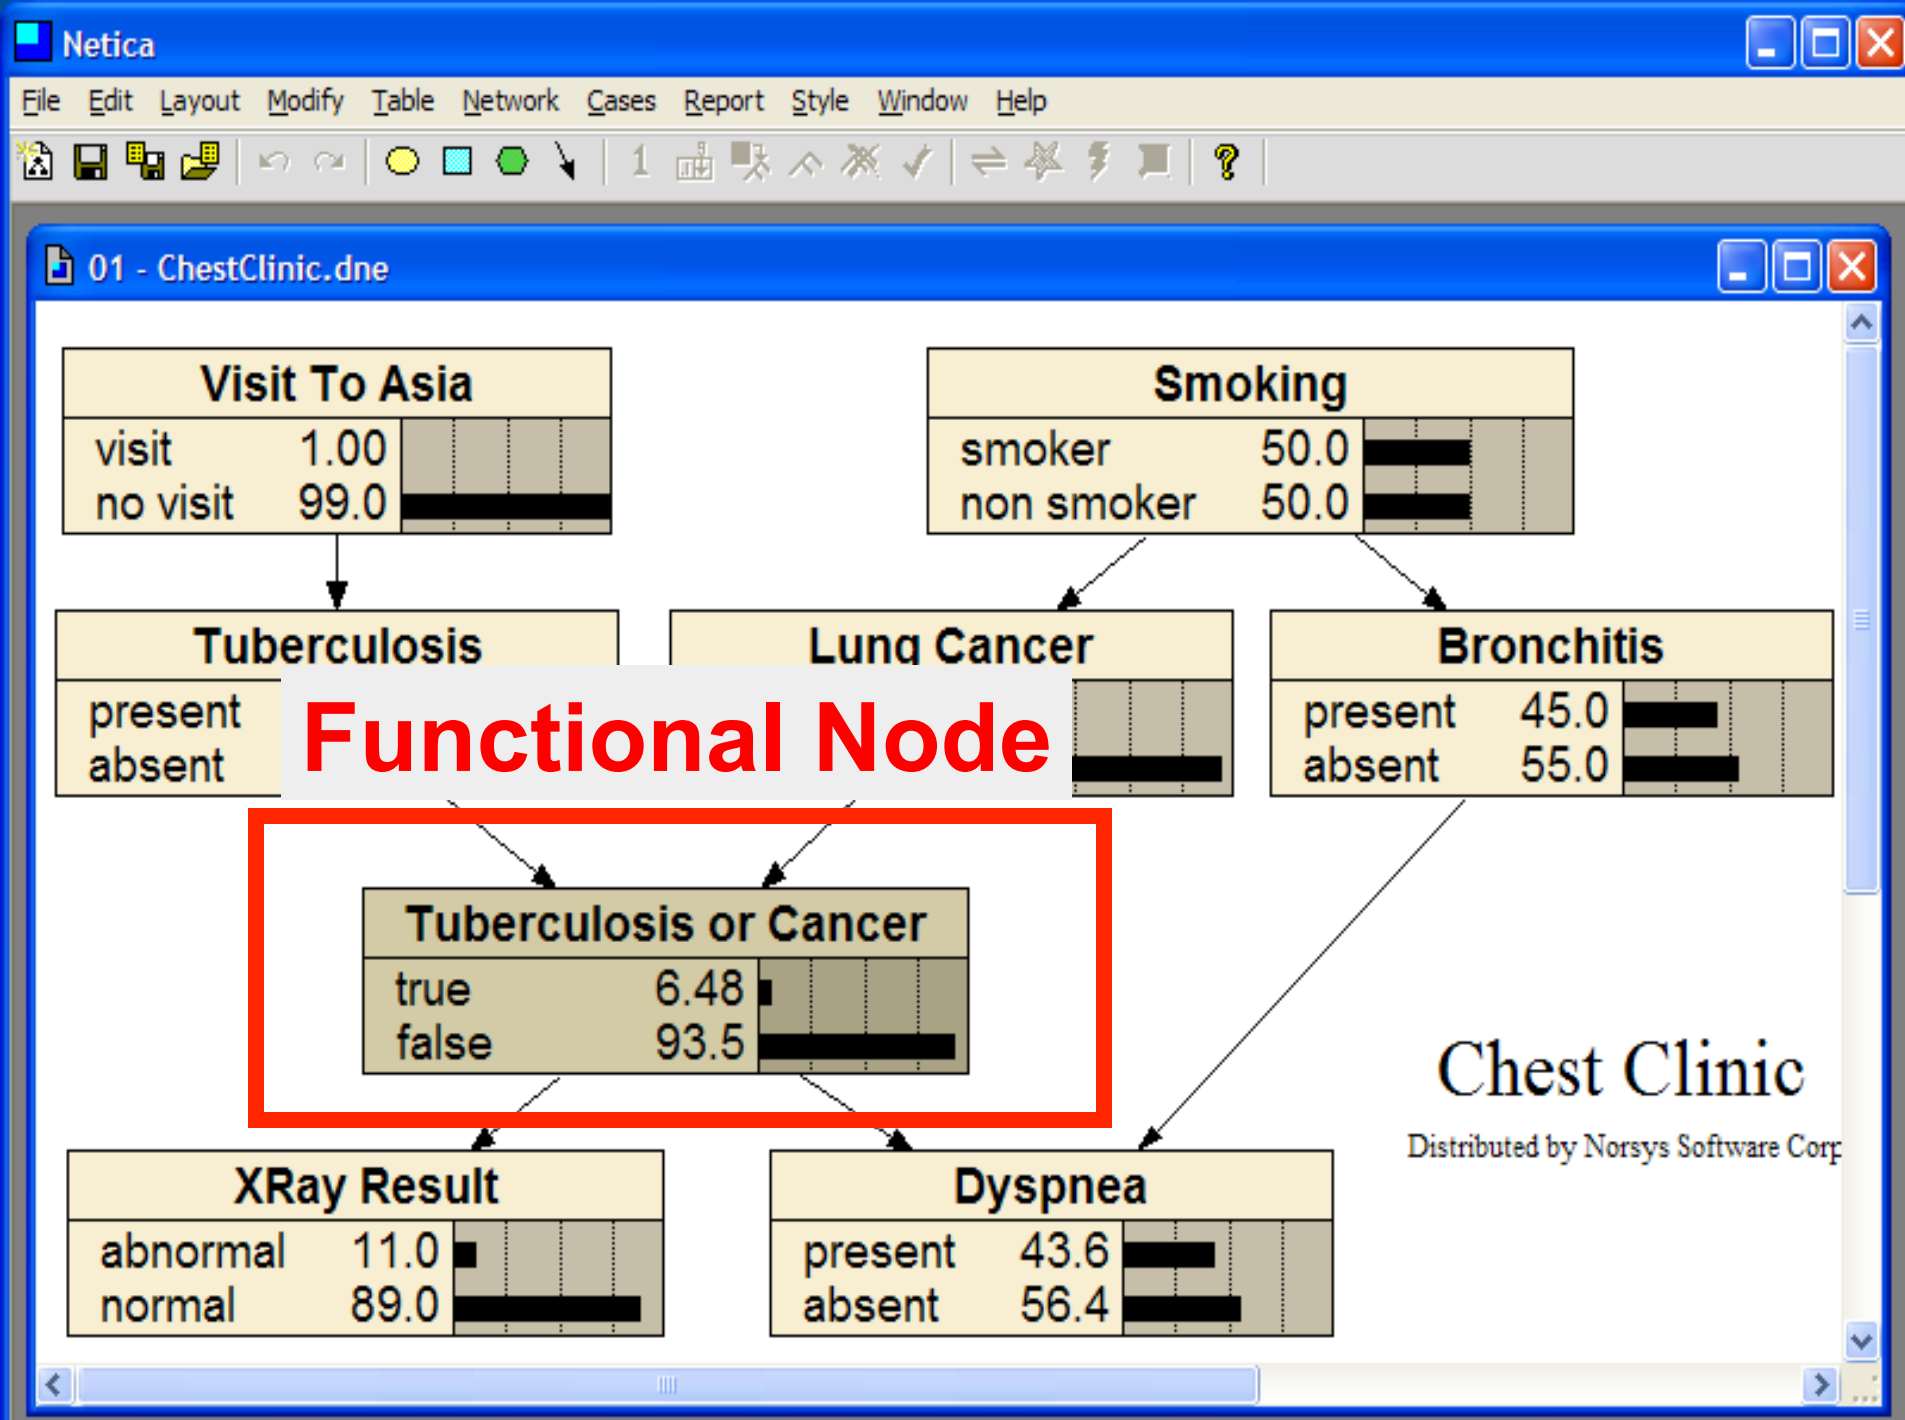 Netica
File Edit Layout Modify Table Network Cases Report Style Window Help
1 ?
01 - ChestClinic.dne
Visit To Asia
visit 1.00
no visit 99.0
Smoking
smoker 50.0
non smoker 50.0
Tuberculosis
present
absent
Lung Cancer
Bronchitis
present 45.0
absent 55.0
Functional Node
Tuberculosis or Cancer
true 6.48
false 93.5
Chest Clinic
Distributed by Norsys Software Corp
XRay Result
abnormal 11.0
normal 89.0
Dyspnea
present 43.6
absent 56.4